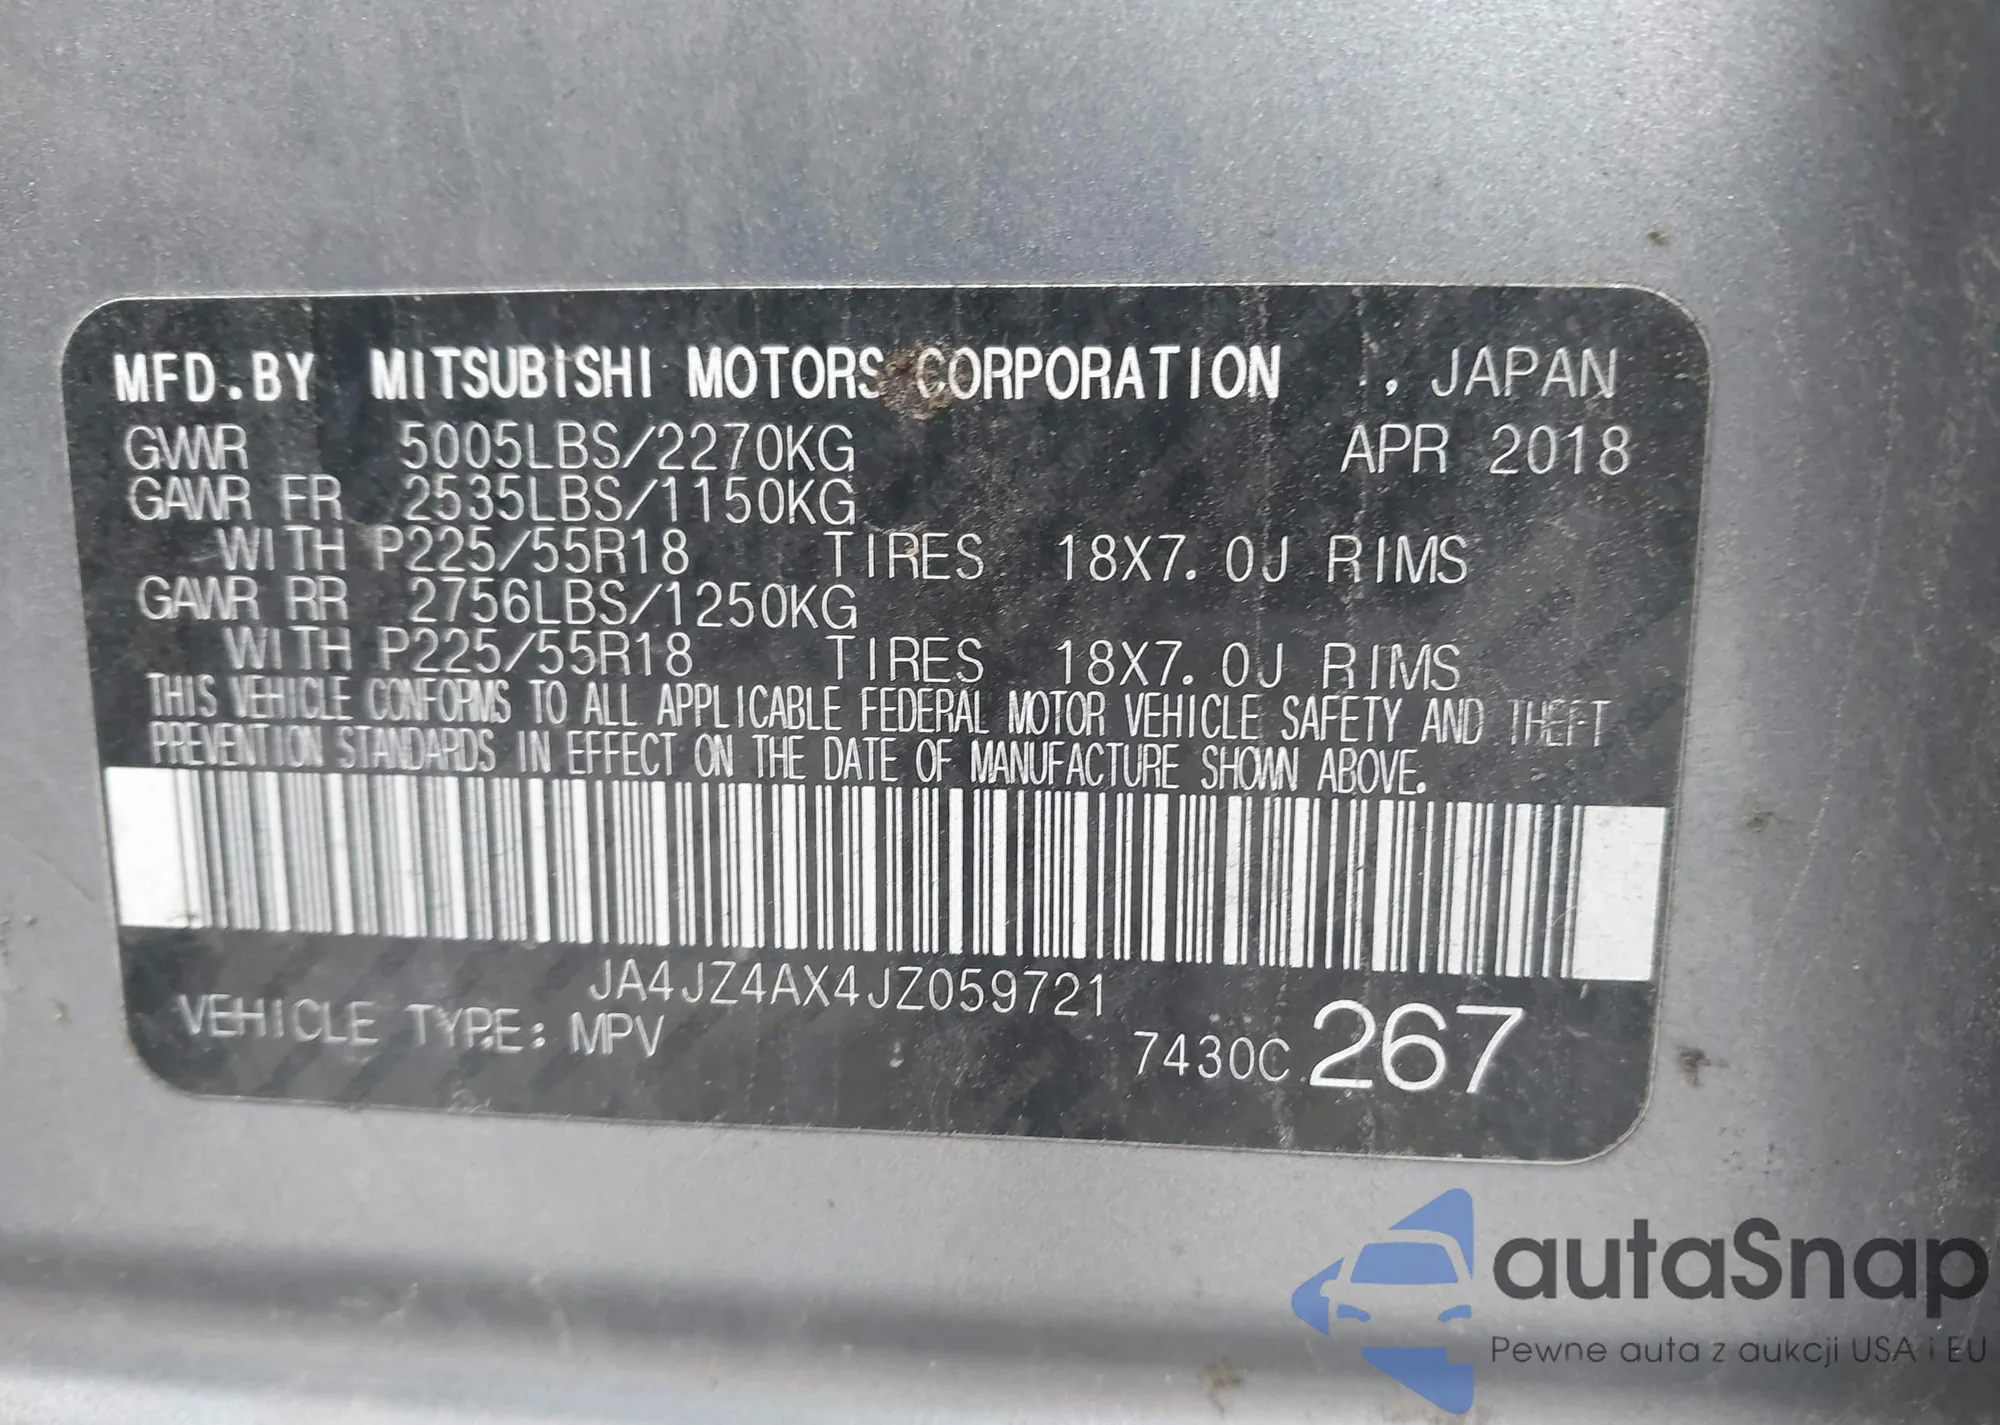 MFD.BY MITSUBISHI MOTORS CORPORATION , JAPAN
GVWR 5005LBS/2270KG APR 2018
GAWR FR 2535LBS/1150KG
WITH P225/55R18 TIRES 18X7.0J RIMS
GAWR RR 2756LBS/1250KG
WITH P225/55R18 TIRES 18X7.0J RIMS
THIS VEHICLE CONFORMS TO ALL APPLICABLE FEDERAL MOTOR VEHICLE SAFETY AND THEFT
PREVENTION STANDARDS IN EFFECT ON THE DATE OF MANUFACTURE SHOWN ABOVE.
JA4JZ4AX4JZ059721
VEHICLE TYPE: MPV 7430C 267
autaSnap
Pewne auta z aukcji USA i EU